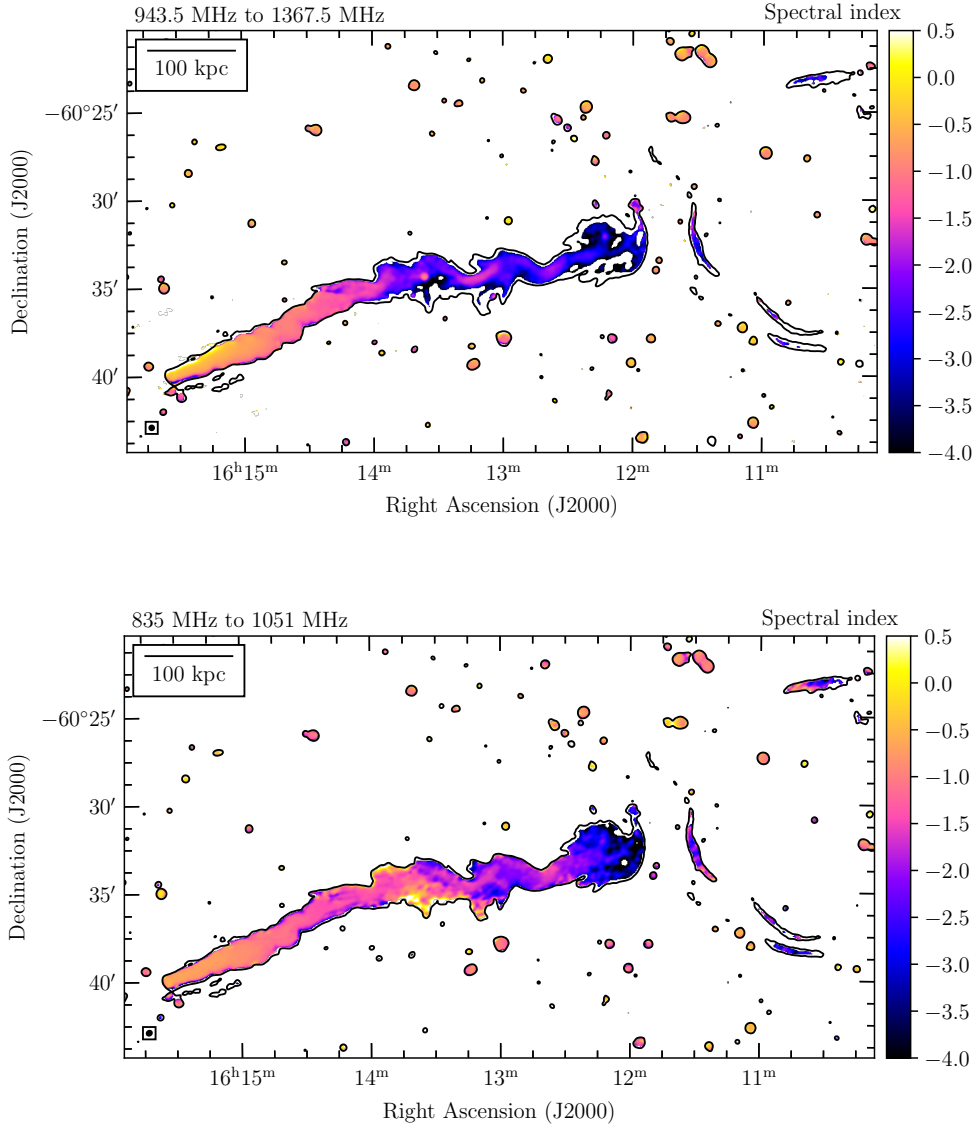 943.5 MHz to 1367.5 MHz
Spectral index
100 kpc
0.5
0.0
−0.5
−1.0
−1.5
−2.0
−2.5
−3.0
−3.5
−4.0
−60°25′
30′
35′
40′
Declination (J2000)
16ʰ15ᵐ
14ᵐ
13ᵐ
12ᵐ
11ᵐ
Right Ascension (J2000)
835 MHz to 1051 MHz
Spectral index
100 kpc
0.5
0.0
−0.5
−1.0
−1.5
−2.0
−2.5
−3.0
−3.5
−4.0
−60°25′
30′
35′
40′
Declination (J2000)
16ʰ15ᵐ
14ᵐ
13ᵐ
12ᵐ
11ᵐ
Right Ascension (J2000)